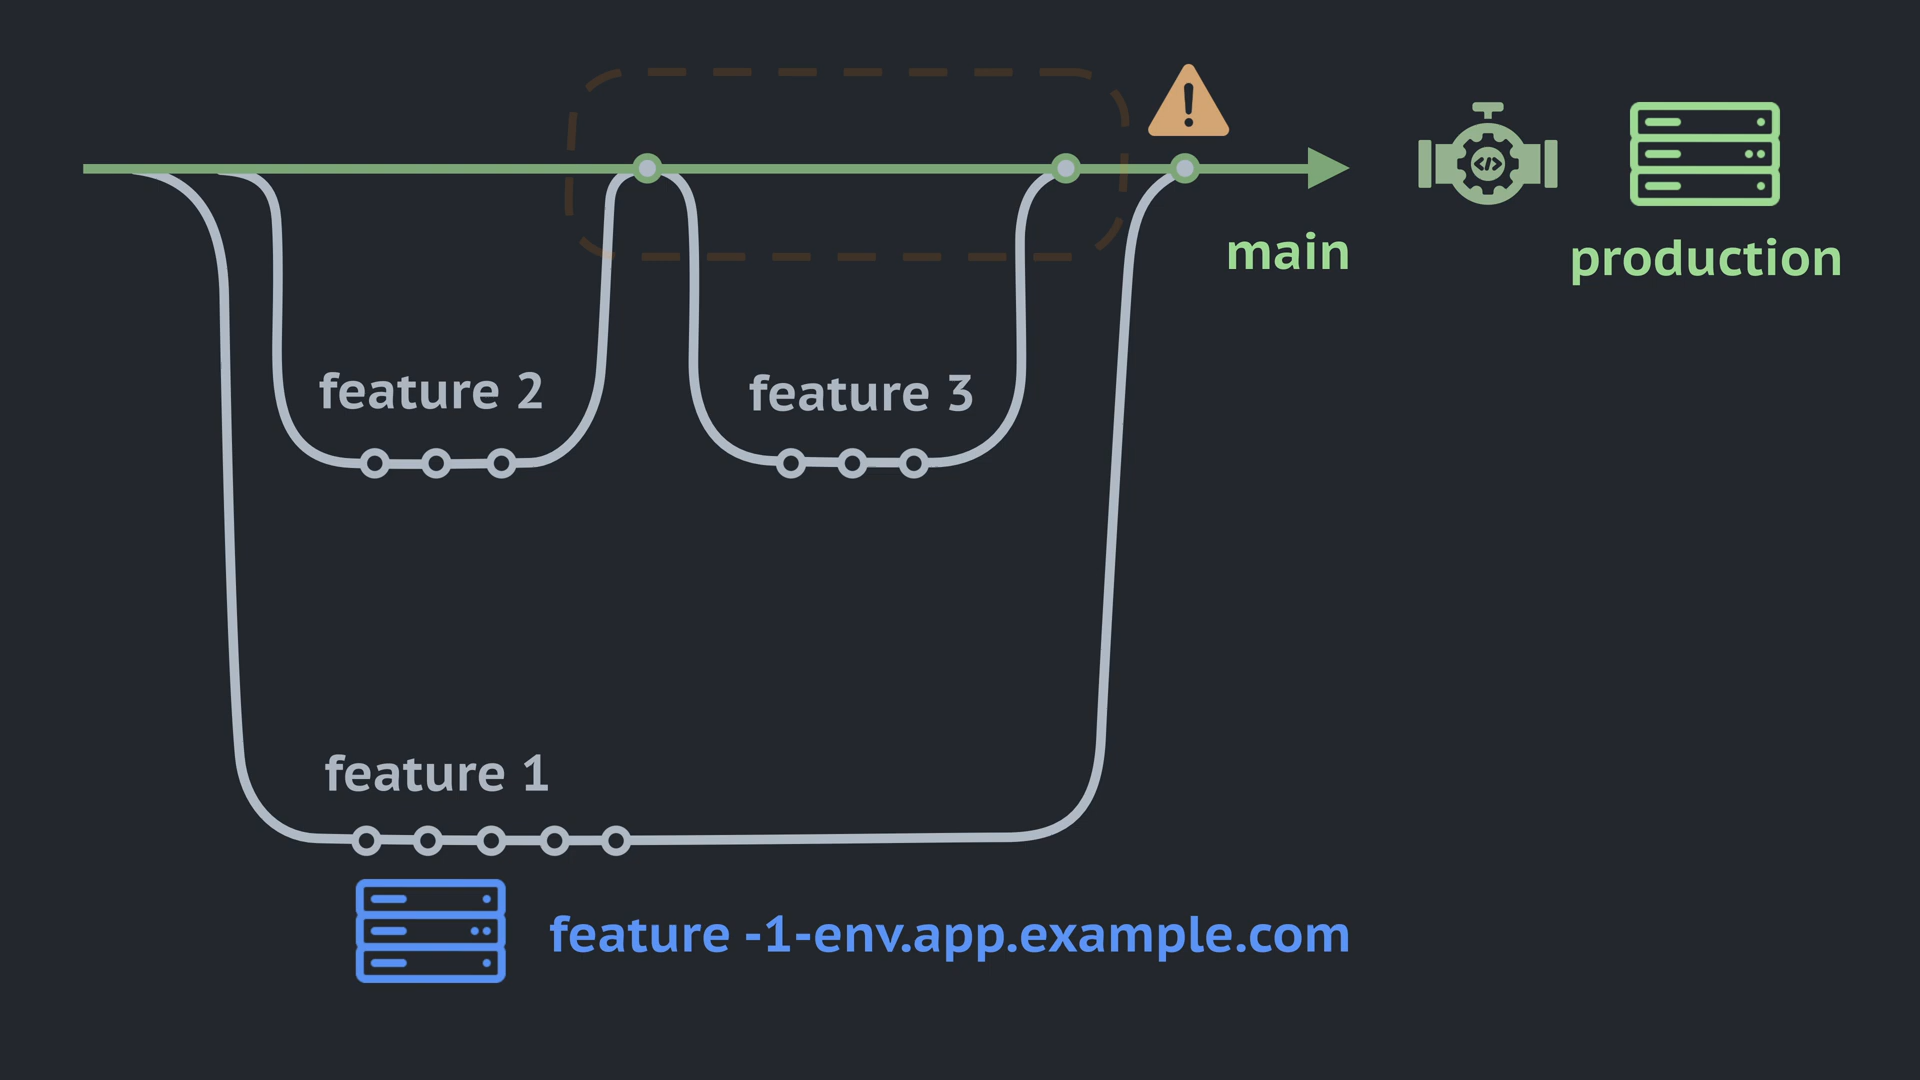 main
production
feature 2
feature 3
feature 1
feature -1-env.app.example.com